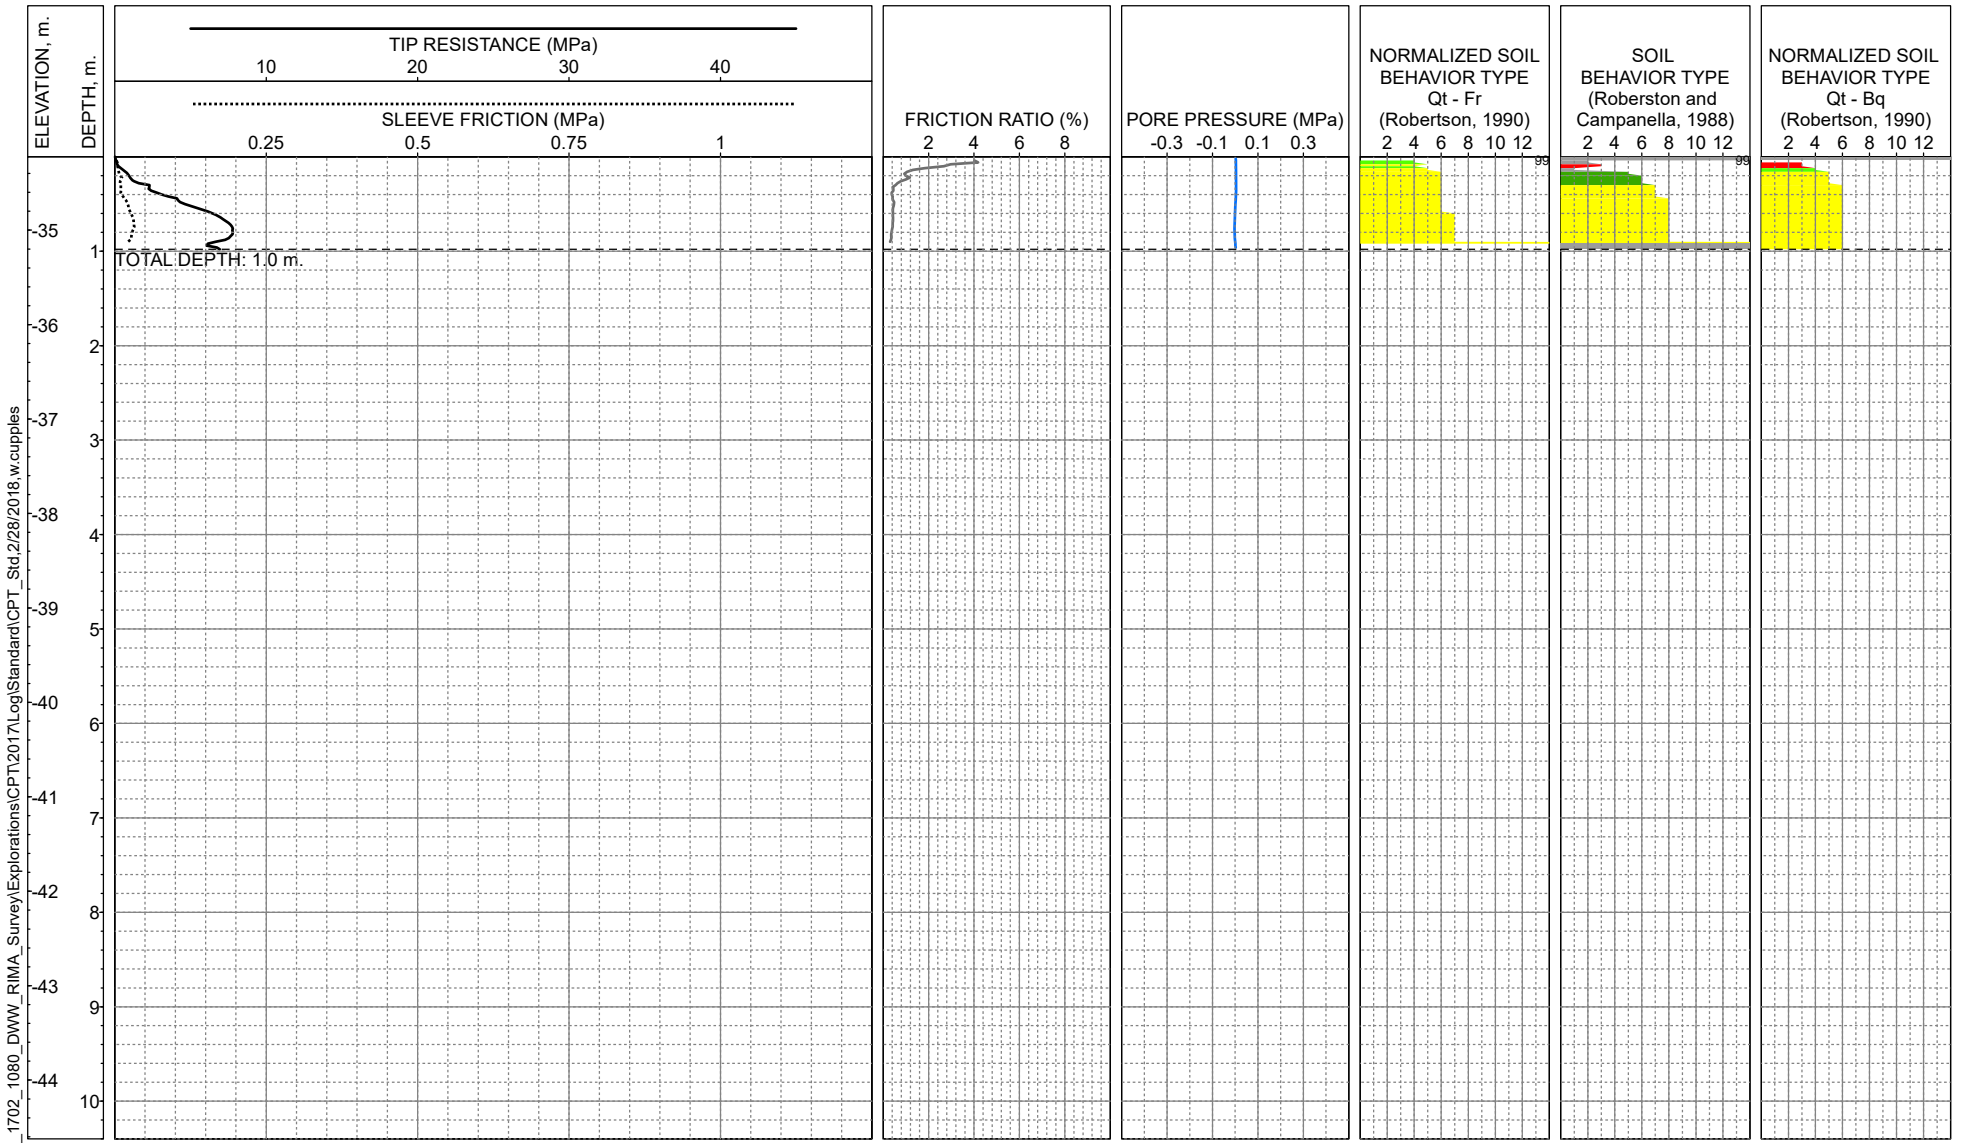 ELEVATION, m.
DEPTH, m.
TIP RESISTANCE (MPa)
10 20 30 40
SLEEVE FRICTION (MPa)
0.25 0.5 0.75 1
FRICTION RATIO (%)
2 4 6 8
PORE PRESSURE (MPa)
-0.3 -0.1 0.1 0.3
NORMALIZED SOIL
BEHAVIOR TYPE
Qt - Fr
(Robertson, 1990)
2 4 6 8 10 12
99
SOIL
BEHAVIOR TYPE
(Roberston and
Campanella, 1988)
2 4 6 8 10 12
99
NORMALIZED SOIL
BEHAVIOR TYPE
Qt - Bq
(Robertson, 1990)
2 4 6 8 10 12
-35
1
TOTAL DEPTH: 1.0 m.
-36
2
-37
3
-38
4
-39
5
-40
6
-41
7
-42
8
-43
9
-44
10
_1702_1080_DWW_RIMA_Survey\Explorations\CPT\2017\Log\Standard\CPT_Std,2/28/2018,w.cupples